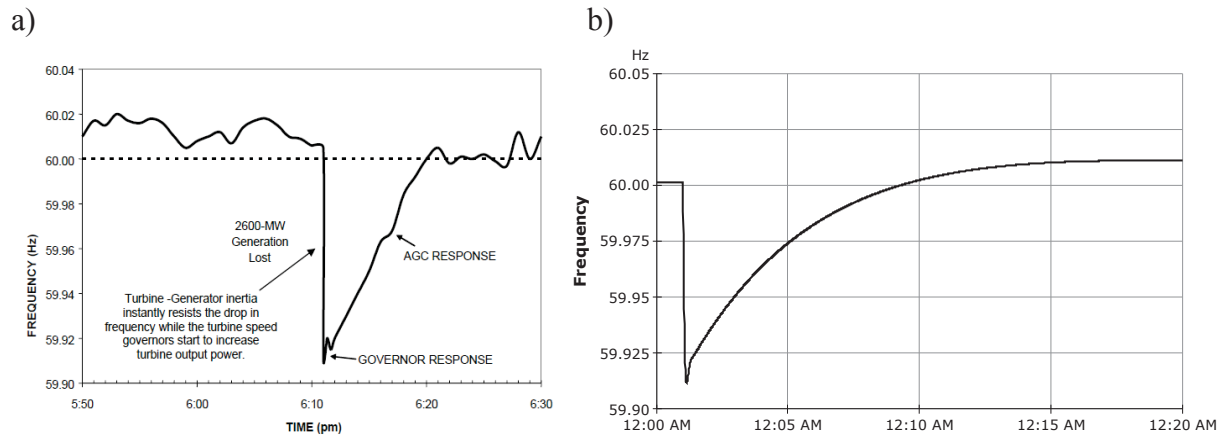 a)
60.04
60.02
60.00
59.98
59.96
59.94
59.92
59.90
FREQUENCY (Hz)
2600-MW
Generation
Lost
Turbine -Generator inertia
instantly resists the drop in
frequency while the turbine speed
governors start to increase
turbine output power.
AGC RESPONSE
GOVERNOR RESPONSE
5:50 6:00 6:10 6:20 6:30
TIME (pm)
b)
Hz
60.05
60.025
60.00
59.975
59.95
59.925
59.90
Frequency
12:00 AM 12:05 AM 12:10 AM 12:15 AM 12:20 AM